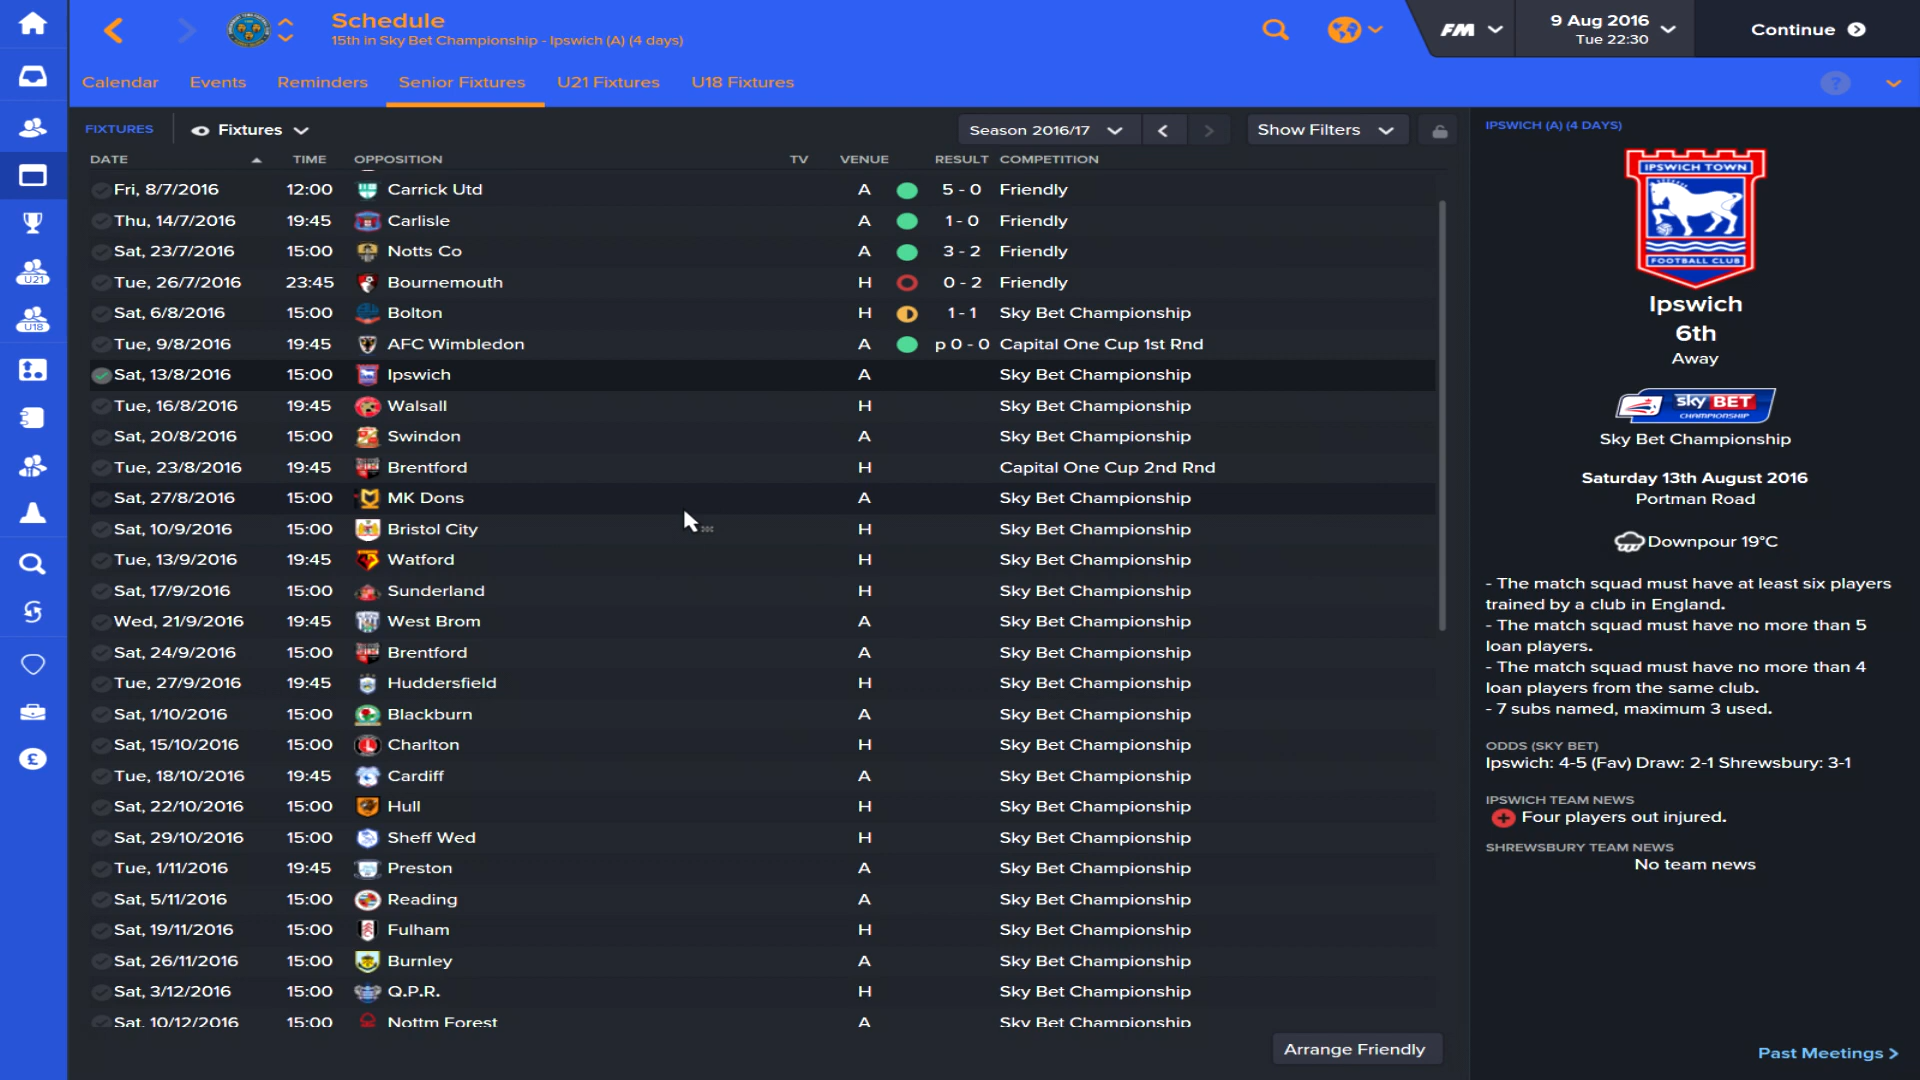 Schedule
15th in Sky Bet Championship - Ipswich (A) (4 days)
FM
9 Aug 2016
Tue 22:30
Continue
Calendar Events Reminders Senior Fixtures U21 Fixtures U18 Fixtures
?
FIXTURES Fixtures Season 2016/17 Show Filters
DATE TIME OPPOSITION TV VENUE RESULT COMPETITION
Fri, 8/7/2016 12:00 Carrick Utd A 5 - 0 Friendly
Thu, 14/7/2016 19:45 Carlisle A 1 - 0 Friendly
Sat, 23/7/2016 15:00 Notts Co A 3 - 2 Friendly
Tue, 26/7/2016 23:45 Bournemouth H 0 - 2 Friendly
Sat, 6/8/2016 15:00 Bolton H 1 - 1 Sky Bet Championship
Tue, 9/8/2016 19:45 AFC Wimbledon A p 0 - 0 Capital One Cup 1st Rnd
Sat, 13/8/2016 15:00 Ipswich A Sky Bet Championship
Tue, 16/8/2016 19:45 Walsall H Sky Bet Championship
Sat, 20/8/2016 15:00 Swindon A Sky Bet Championship
Tue, 23/8/2016 19:45 Brentford H Capital One Cup 2nd Rnd
Sat, 27/8/2016 15:00 MK Dons A Sky Bet Championship
Sat, 10/9/2016 15:00 Bristol City H Sky Bet Championship
Tue, 13/9/2016 19:45 Watford H Sky Bet Championship
Sat, 17/9/2016 15:00 Sunderland H Sky Bet Championship
Wed, 21/9/2016 19:45 West Brom A Sky Bet Championship
Sat, 24/9/2016 15:00 Brentford A Sky Bet Championship
Tue, 27/9/2016 19:45 Huddersfield H Sky Bet Championship
Sat, 1/10/2016 15:00 Blackburn A Sky Bet Championship
Sat, 15/10/2016 15:00 Charlton H Sky Bet Championship
Tue, 18/10/2016 19:45 Cardiff A Sky Bet Championship
Sat, 22/10/2016 15:00 Hull H Sky Bet Championship
Sat, 29/10/2016 15:00 Sheff Wed H Sky Bet Championship
Tue, 1/11/2016 19:45 Preston A Sky Bet Championship
Sat, 5/11/2016 15:00 Reading A Sky Bet Championship
Sat, 19/11/2016 15:00 Fulham H Sky Bet Championship
Sat, 26/11/2016 15:00 Burnley A Sky Bet Championship
Sat, 3/12/2016 15:00 Q.P.R. H Sky Bet Championship
Sat, 10/12/2016 15:00 Nottm Forest A Sky Bet Championship
Arrange Friendly
U21
U18
£
IPSWICH (A) (4 DAYS)
IPSWICH TOWN
FOOTBALL CLUB
Ipswich
6th
Away
sky BET
CHAMPIONSHIP
Sky Bet Championship
Saturday 13th August 2016
Portman Road
Downpour 19°C
- The match squad must have at least six players
trained by a club in England.
- The match squad must have no more than 5
loan players.
- The match squad must have no more than 4
loan players from the same club.
- 7 subs named, maximum 3 used.
ODDS (SKY BET)
Ipswich: 4-5 (Fav) Draw: 2-1 Shrewsbury: 3-1
IPSWICH TEAM NEWS
Four players out injured.
SHREWSBURY TEAM NEWS
No team news
Past Meetings >